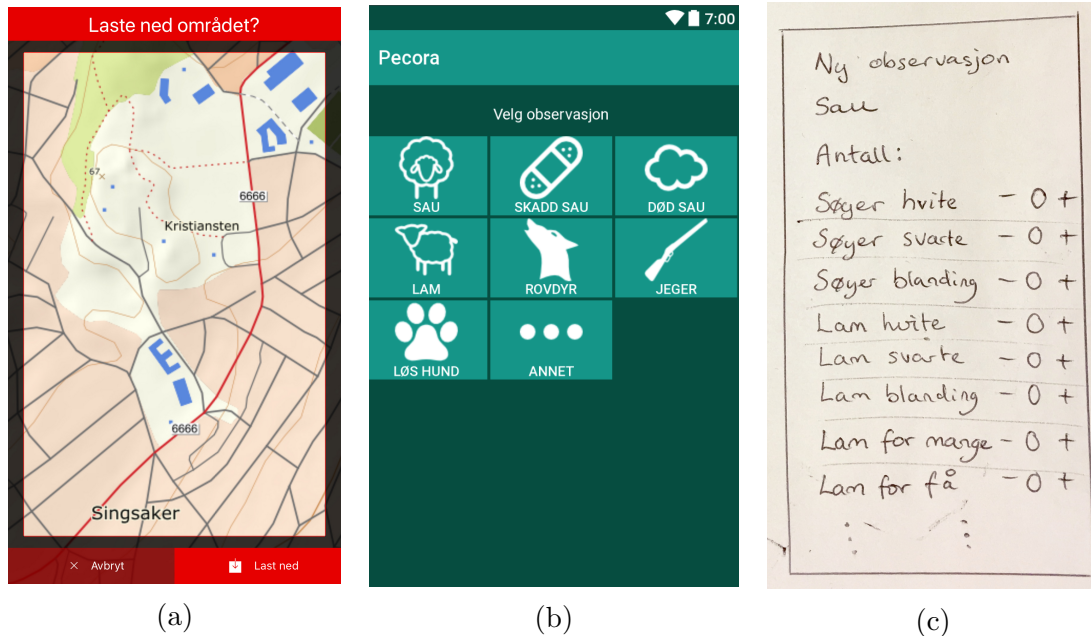 Laste ned området?
67
6666
Kristiansten
6666
Singsaker
× Avbryt
Last ned
(a)
7:00
Pecora
Velg observasjon
SAU
SKADD SAU
DØD SAU
LAM
ROVDYR
JEGER
LØS HUND
ANNET
(b)
Ny observasjon
Sau
Antall:
Søyer hvite - 0 +
Søyer svarte - 0 +
Søyer blanding - 0 +
Lam hvite - 0 +
Lam svarte - 0 +
Lam blanding - 0 +
Lam for mange - 0 +
Lam for få - 0 +
(c)